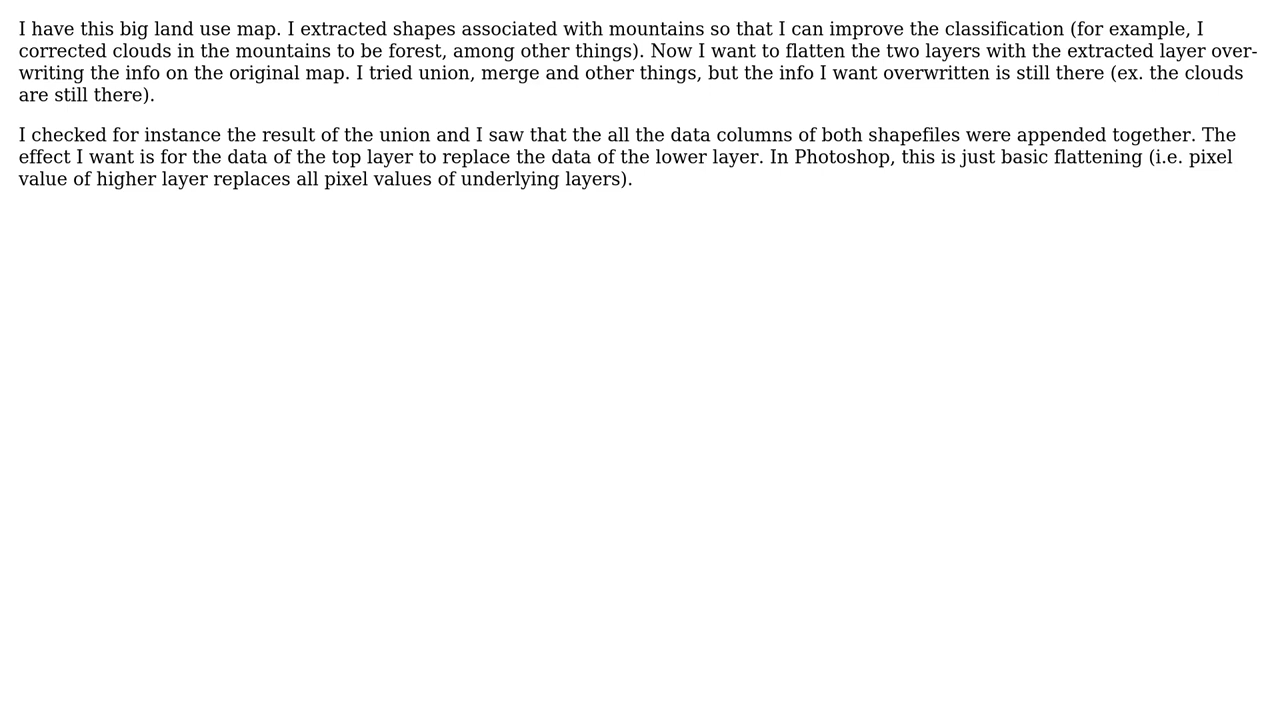 I have this big land use map. I extracted shapes associated with mountains so that I can improve the classification (for example, I
corrected clouds in the mountains to be forest, among other things). Now I want to flatten the two layers with the extracted layer over-
writing the info on the original map. I tried union, merge and other things, but the info I want overwritten is still there (ex. the clouds
are still there).
I checked for instance the result of the union and I saw that the all the data columns of both shapefiles were appended together. The
effect I want is for the data of the top layer to replace the data of the lower layer. In Photoshop, this is just basic flattening (i.e. pixel
value of higher layer replaces all pixel values of underlying layers).